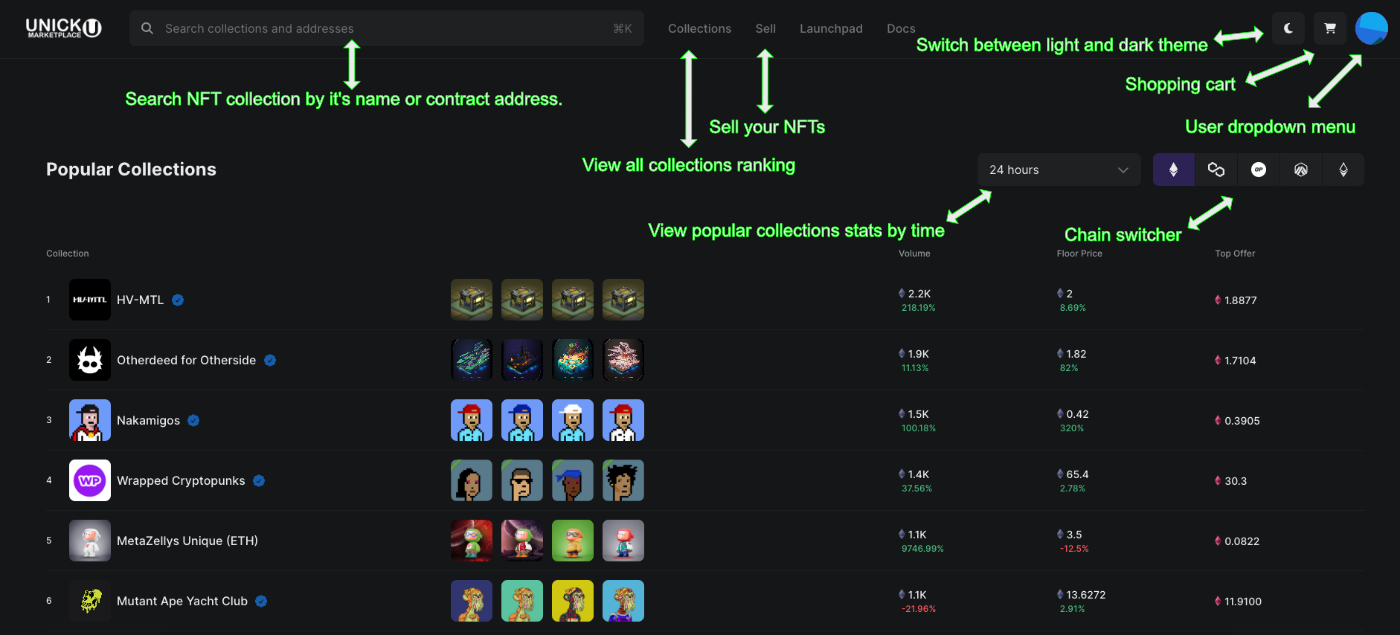 UNICK
MARKETPLACE
Search collections and addresses
⌘K
Collections
Sell
Launchpad
Docs
Switch between light and dark theme
Shopping cart
Search NFT collection by it's name or contract address.
Sell your NFTs
User dropdown menu
View all collections ranking
Popular Collections
24 hours
OP
View popular collections stats by time
Chain switcher
Collection
Volume
Floor Price
Top Offer
1
HV-MTL
HV-MTL
2.2K
218.19%
2
8.69%
1.8877
2
Otherdeed for Otherside
1.9K
11.13%
1.82
82%
1.7104
3
Nakamigos
1.5K
100.18%
0.42
320%
0.3905
4
WP
Wrapped Cryptopunks
1.4K
37.56%
65.4
2.78%
30.3
5
MetaZellys Unique (ETH)
1.1K
9746.99%
3.5
-12.5%
0.0822
6
Mutant Ape Yacht Club
1.1K
-21.96%
13.6272
2.91%
11.9100